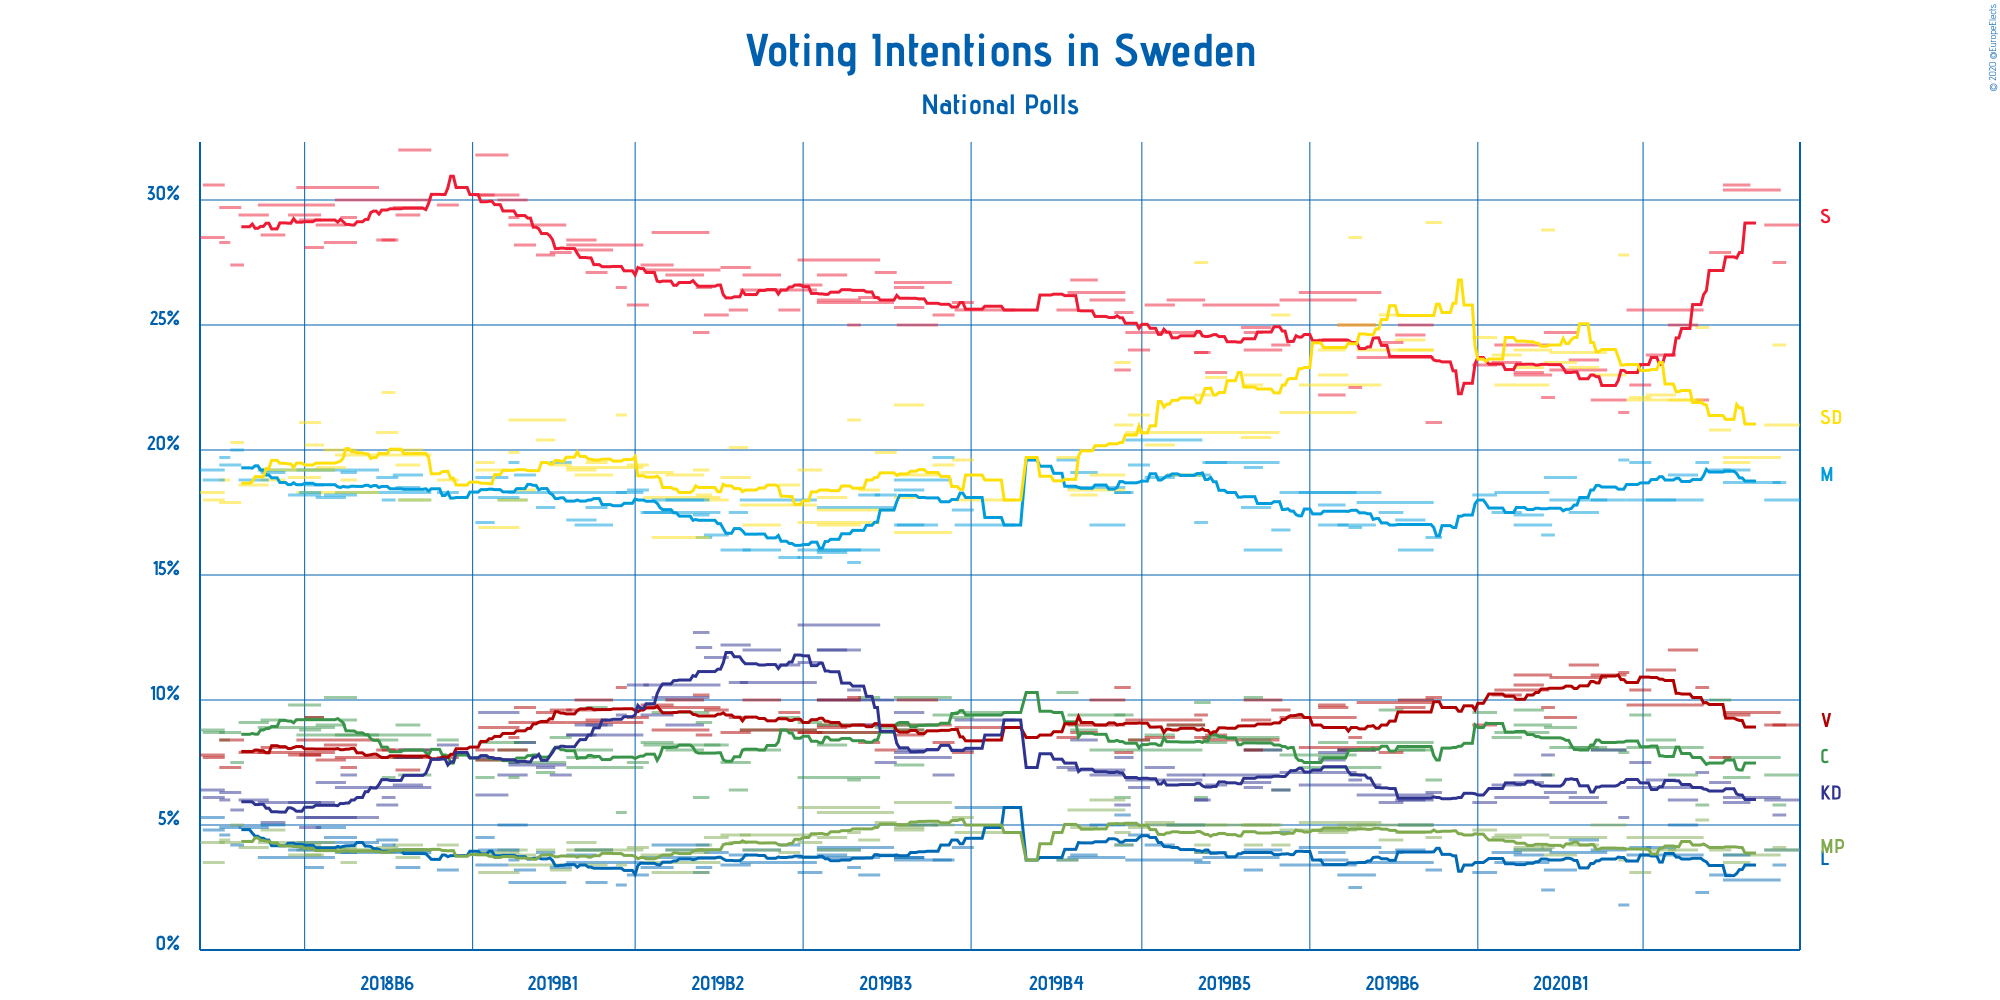 Voting Intentions in Sweden
National Polls
© 2020 @EuropeElects
30%
25%
20%
15%
10%
5%
0%
S
SD
M
V
C
KD
MP
L
2018B6
2019B1
2019B2
2019B3
2019B4
2019B5
2019B6
2020B1